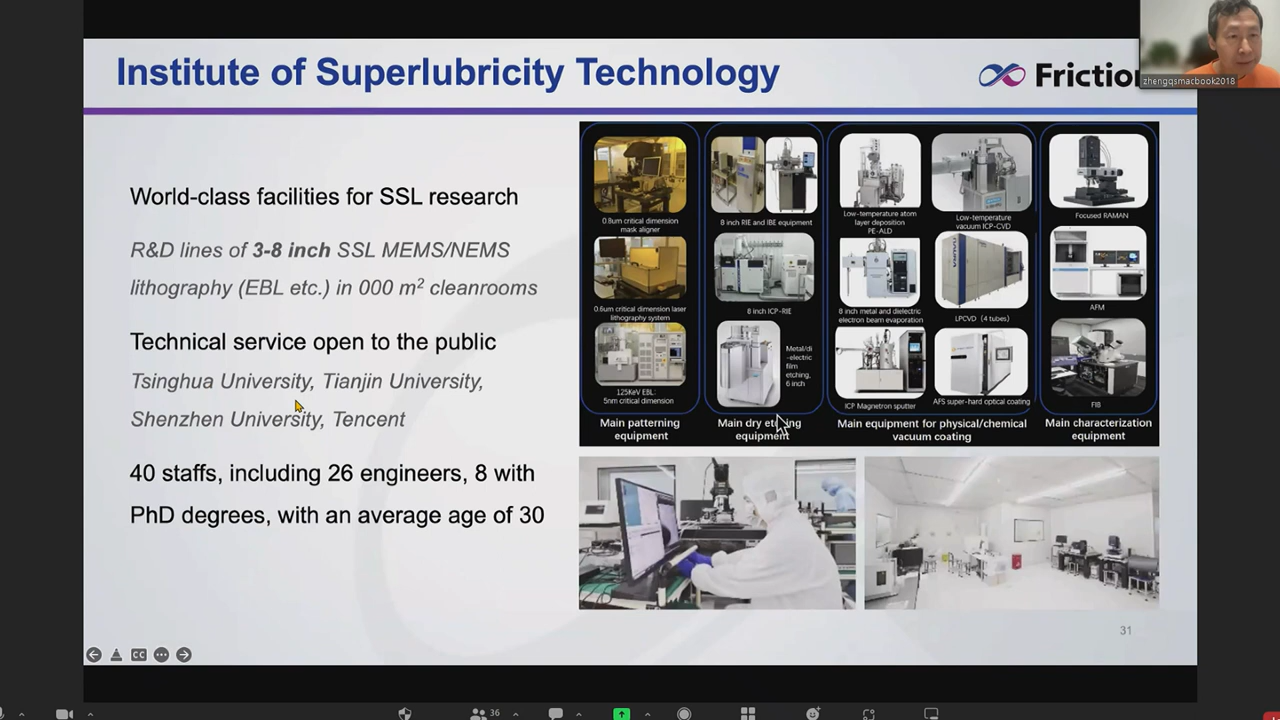 Institute of Superlubricity Technology
Friction
zhengqsmacbook2018
World-class facilities for SSL research
R&D lines of 3-8 inch SSL MEMS/NEMS
lithography (EBL etc.) in 000 m² cleanrooms
Technical service open to the public
Tsinghua University, Tianjin University,
Shenzhen University, Tencent
40 staffs, including 26 engineers, 8 with
PhD degrees, with an average age of 30
0.8um critical dimension
mask aligner
0.6um critical dimension laser
lithography system
125KeV EBL:
5nm critical dimension
Main patterning
equipment
8 inch RIE and IBE equipment
8 inch ICP-RIE
Metal/di
-electric
film
etching,
6 inch
Main dry etching
equipment
Low-temperature atom
layer deposition
PE-ALD
Low-temperature
vacuum ICP-CVD
8 inch metal and dielectric
electron beam evaporation
LPCVD (4 tubes)
ICP Magnetron sputter
AFS super-hard optical coating
Main equipment for physical/chemical
vacuum coating
Focused RAMAN
AFM
FIB
Main characterization
equipment
31
CC
36